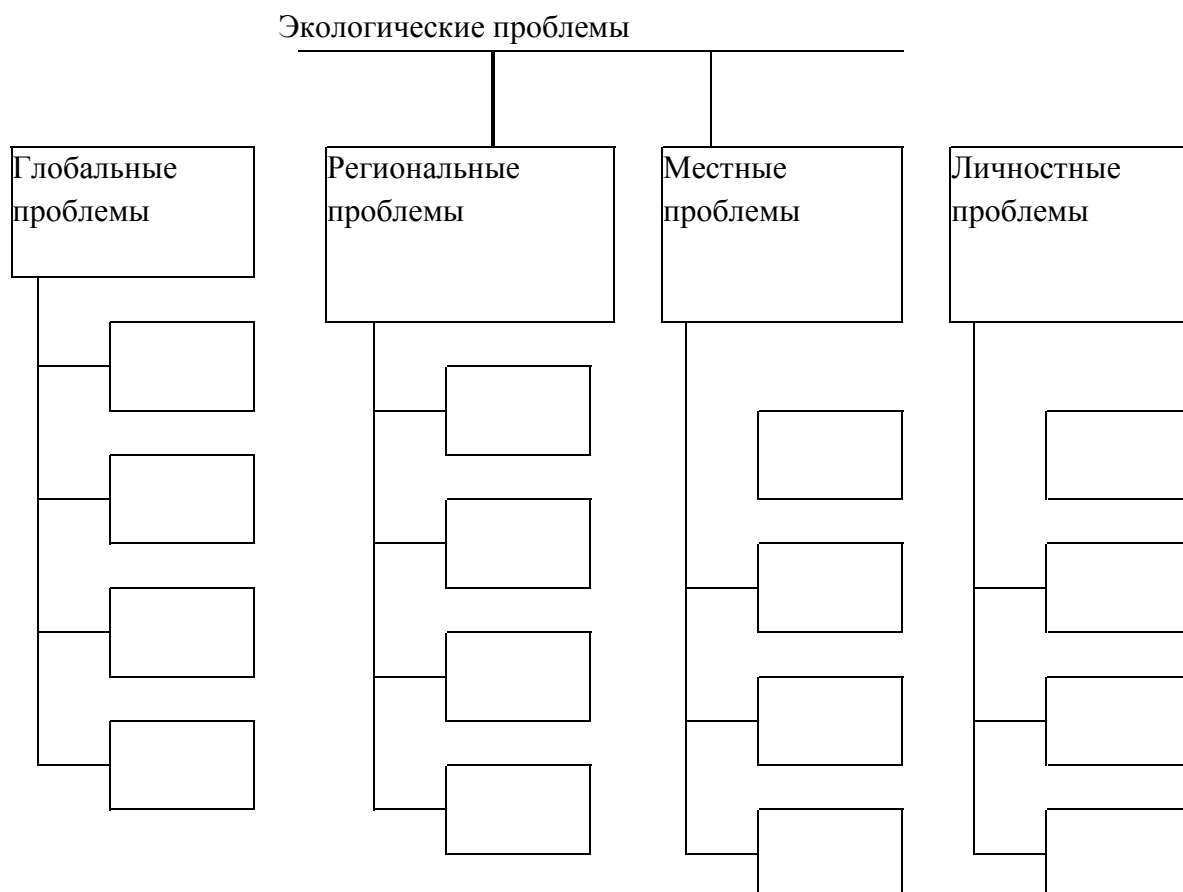 Экологические проблемы
Глобальные
проблемы
Региональные
проблемы
Местные
проблемы
Личностные
проблемы